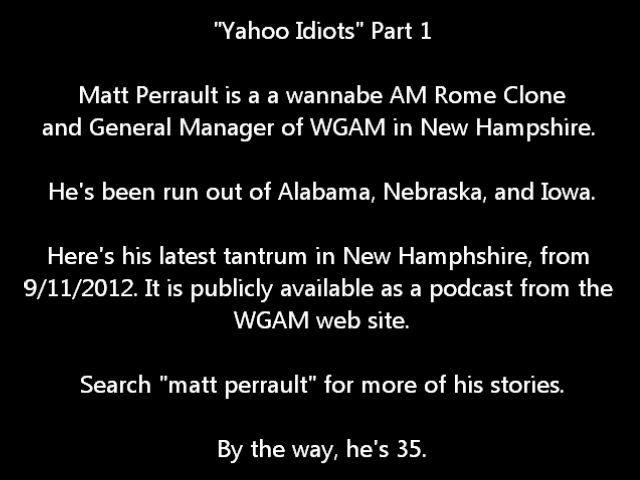 "Yahoo Idiots" Part 1
Matt Perrault is a a wannabe AM Rome Clone
and General Manager of WGAM in New Hampshire.
He's been run out of Alabama, Nebraska, and Iowa.
Here's his latest tantrum in New Hamphshire, from
9/11/2012. It is publicly available as a podcast from the
WGAM web site.
Search "matt perrault" for more of his stories.
By the way, he's 35.